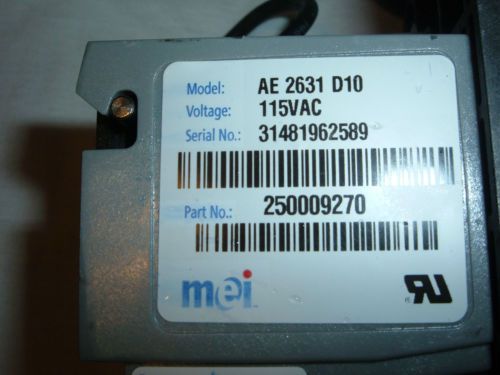 Model: AE 2631 D10
Voltage: 115VAC
Serial No.: 31481962589
Part No.: 250009270
mei